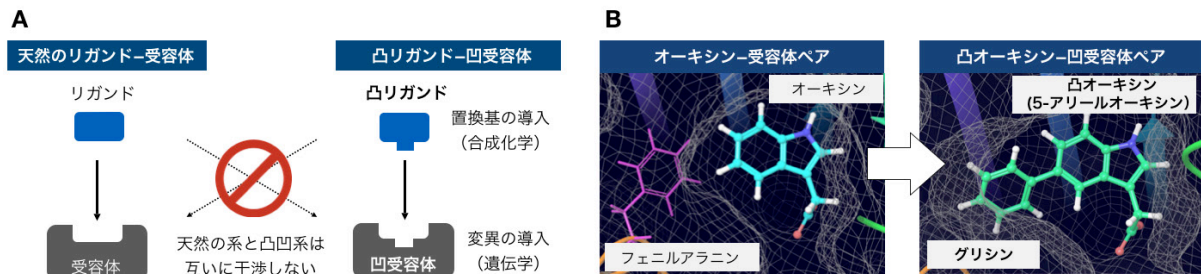 A
天然のリガンド–受容体
リガンド
受容体
天然の系と凸凹系は
互いに干渉しない
凸リガンド–凹受容体
凸リガンド
置換基の導入
（合成化学）
凹受容体
変異の導入
（遺伝学）
B
オーキシン–受容体ペア
オーキシン
フェニルアラニン
凸オーキシン–凹受容体ペア
凸オーキシン
(5-アリールオーキシン)
グリシン